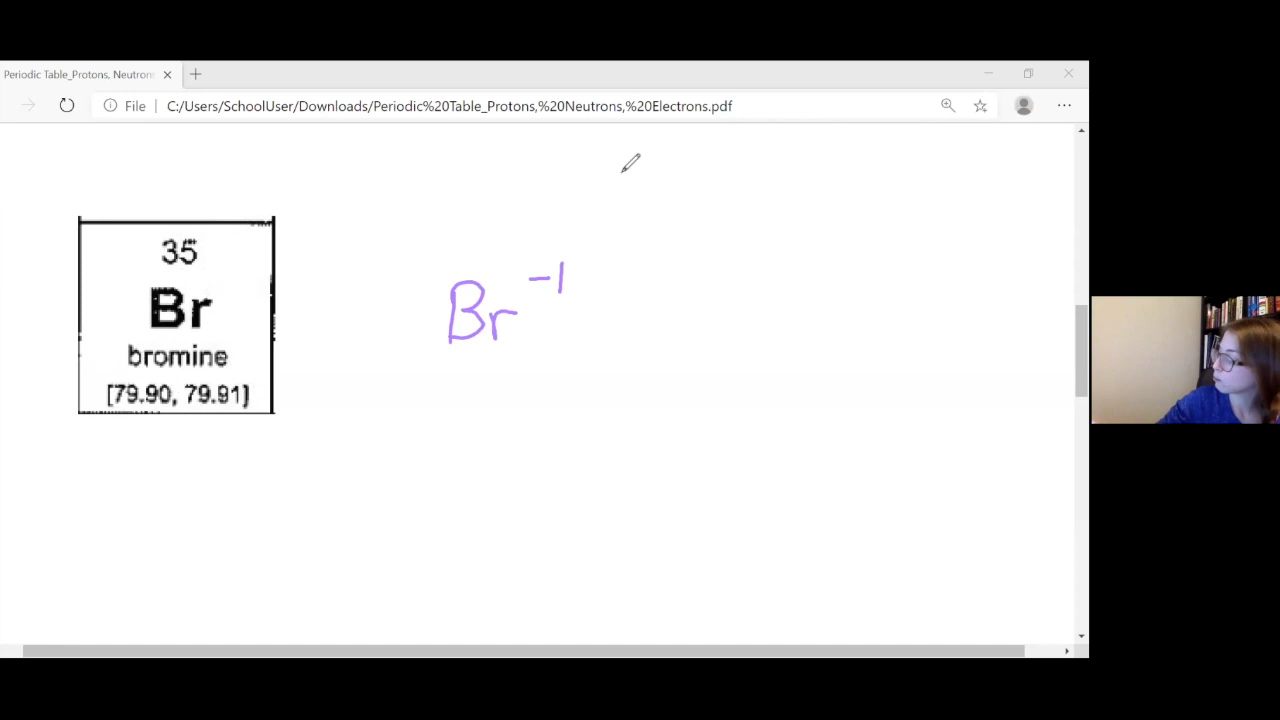 Periodic Table_Protons, Neutrons
File C:/Users/SchoolUser/Downloads/Periodic%20Table_Protons,%20Neutrons,%20Electrons.pdf
35
Br
bromine
[79.90, 79.91]
Br⁻¹